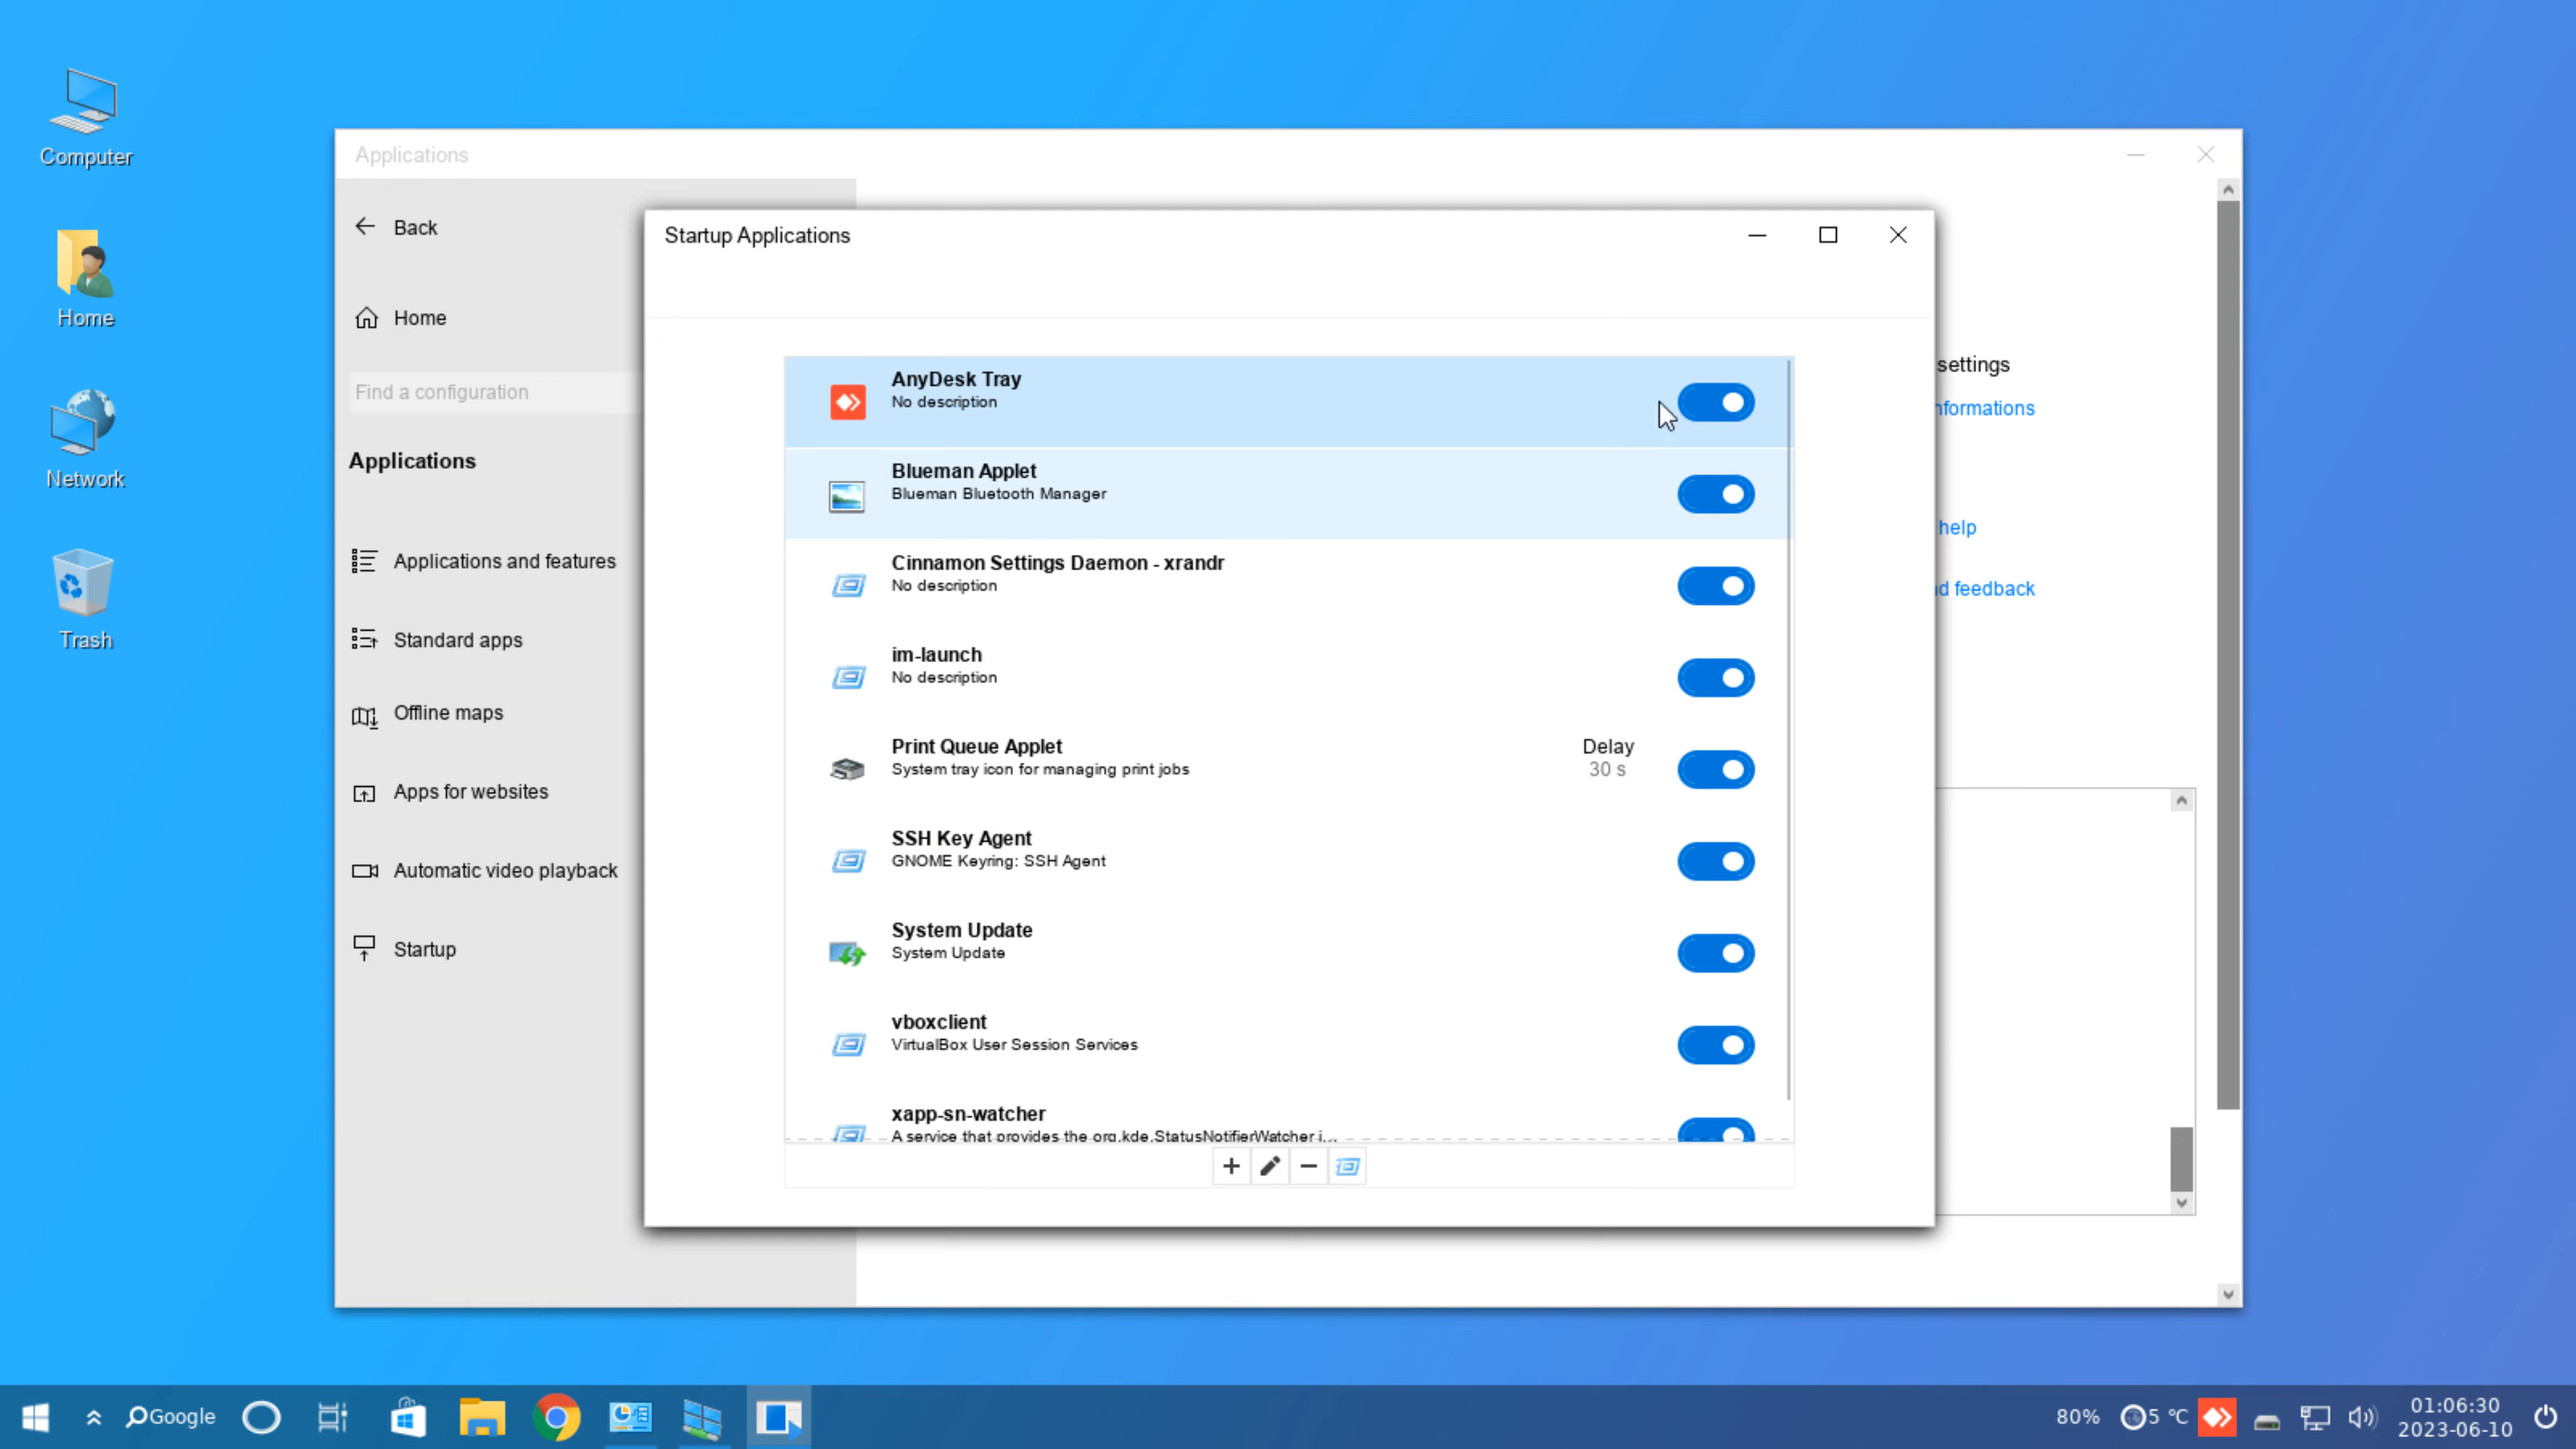 Computer
Home
Network
Trash
Applications
Back
Home
Find a configuration
Applications
Applications and features
Standard apps
Offline maps
Apps for websites
Automatic video playback
Startup
Startup Applications
AnyDesk Tray
No description
Blueman Applet
Blueman Bluetooth Manager
Cinnamon Settings Daemon - xrandr
No description
im-launch
No description
Print Queue Applet
System tray icon for managing print jobs
Delay
30 s
SSH Key Agent
GNOME Keyring: SSH Agent
System Update
System Update
vboxclient
VirtualBox User Session Services
xapp-sn-watcher
A service that provides the org.kde.StatusNotifierWatcher i...
settings
nformations
help
d feedback
Google
80%
5 °C
01:06:30
2023-06-10